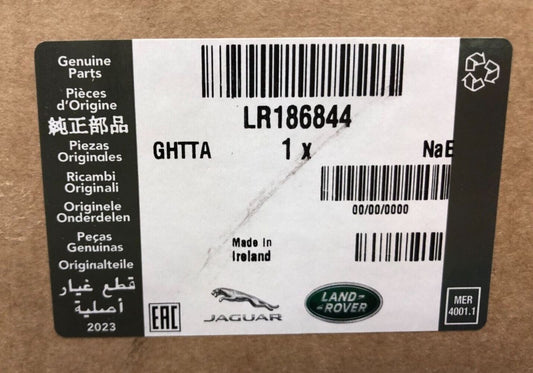 Genuine
Parts
Pièces
d'Origine
純正部品
Piezas
Originales
Ricambi
Originali
Originele
Onderdelen
Peças
Genuinas
Originalteile
قطع غيار
أصلية
2023
LR186844
GHTTA 1 x NaE
00/00/0000
Made in
Ireland
EAC
JAGUAR
LAND-
ROVER
MER
4001.1